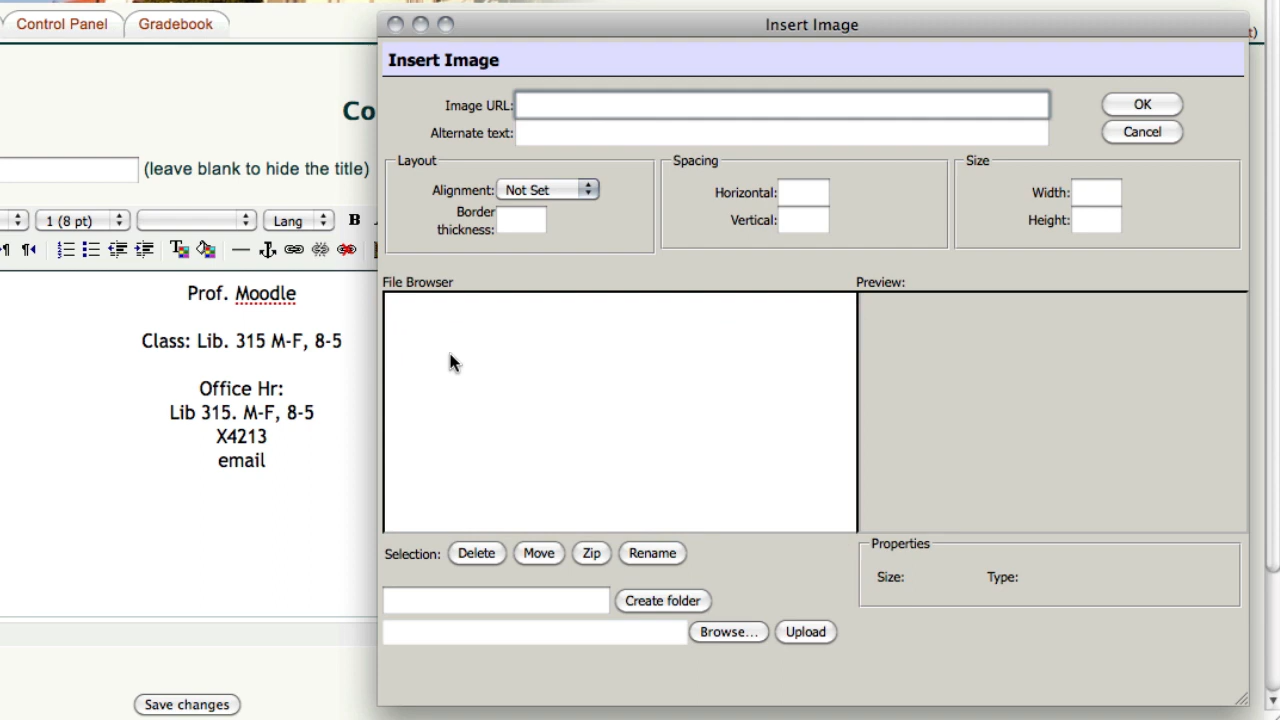 Control Panel
Gradebook
Insert Image
t)
Insert Image
Co
Image URL:
OK
Alternate text:
Cancel
(leave blank to hide the title)
Layout
Spacing
Size
Alignment:
Not Set
Horizontal:
Width:
1 (8 pt)
Lang
B
Border
thickness:
Vertical:
Height:
File Browser
Preview:
Prof. Moodle
Class: Lib. 315 M-F, 8-5
Office Hr:
Lib 315. M-F, 8-5
X4213
email
Selection:
Delete
Move
Zip
Rename
Properties
Size:
Type:
Create folder
Browse...
Upload
Save changes